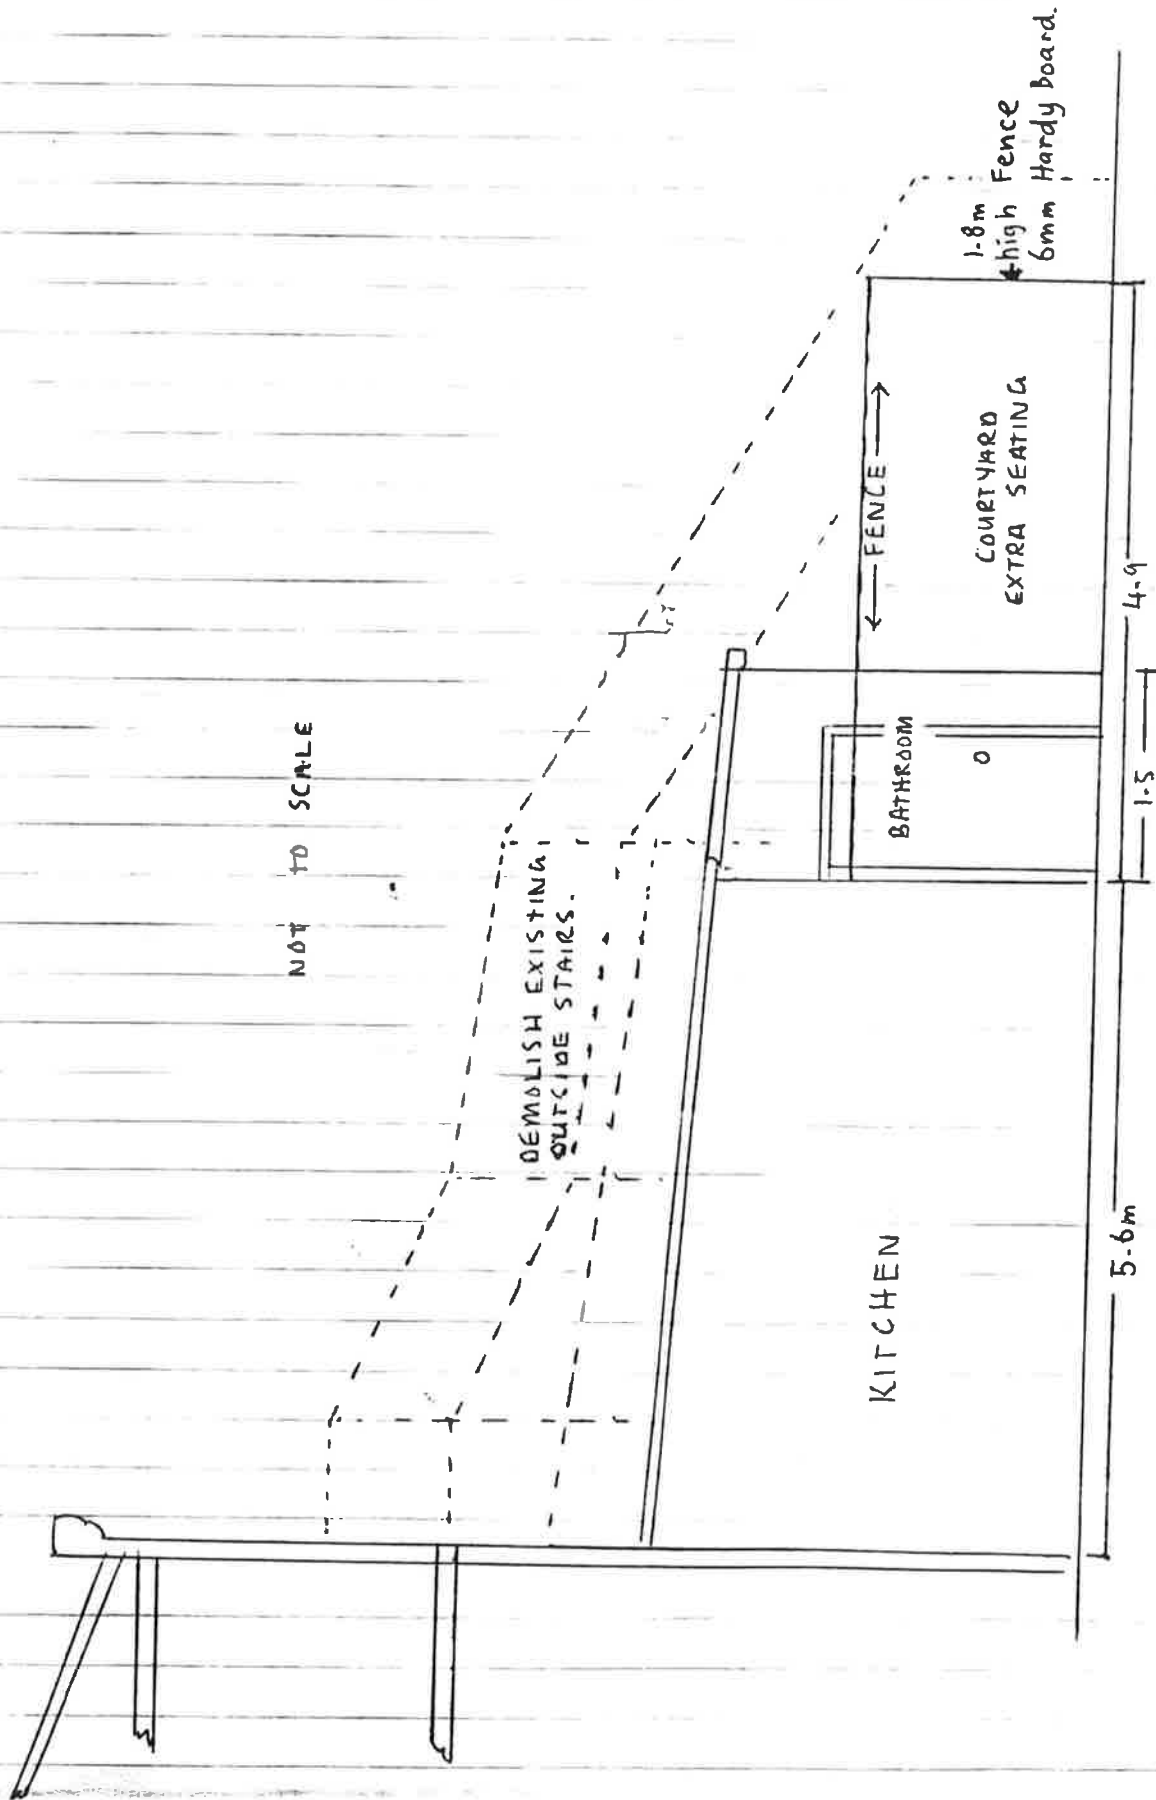 NOT TO SCALE
DEMOLISH EXISTING
OUTSIDE STAIRS.
1.8m
high Fence
6mm Hardy Board.
← FENCE →
BATHROOM
COURTYARD
EXTRA SEATING
KITCHEN
5.6m
4.9
1.5